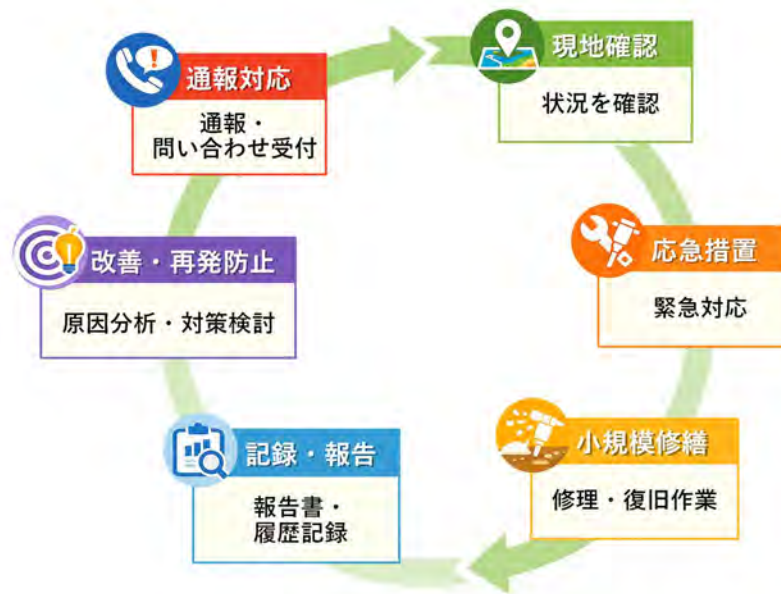 通報対応
通報・
問い合わせ受付
現地確認
状況を確認
応急措置
緊急対応
小規模修繕
修理・復旧作業
記録・報告
報告書・
履歴記録
改善・再発防止
原因分析・対策検討